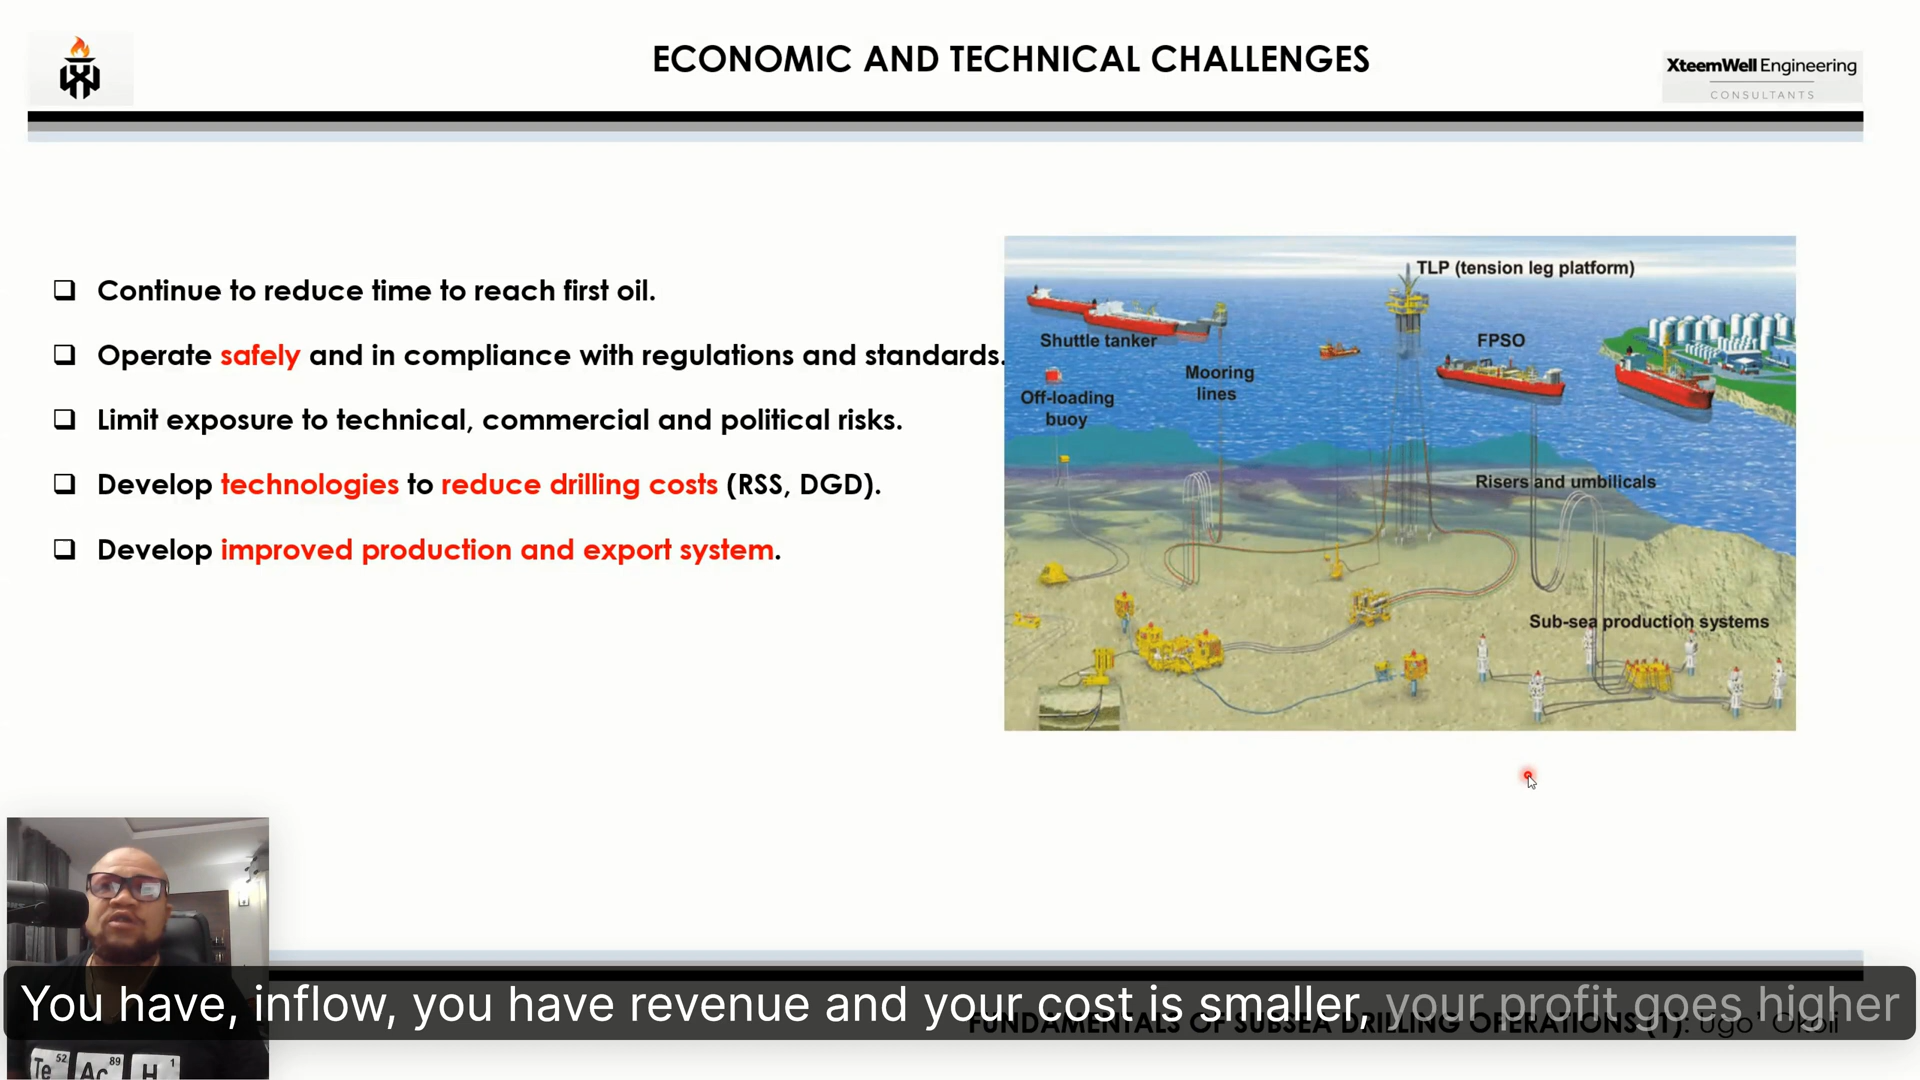 ECONOMIC AND TECHNICAL CHALLENGES
XteemWell Engineering
CONSULTANTS
Continue to reduce time to reach first oil.
Operate safely and in compliance with regulations and standards.
Limit exposure to technical, commercial and political risks.
Develop technologies to reduce drilling costs (RSS, DGD).
Develop improved production and export system.
TLP (tension leg platform)
Shuttle tanker
FPSO
Mooring
lines
Off-loading
buoy
Risers and umbilicals
Sub-sea production systems
You have, inflow, you have revenue and your cost is smaller, your profit goes higher
FUNDAMENTALS OF SUBSEA DRILLING OPERATIONS (1): Ugo' Okoli
Te 52 Ac 89 H 1